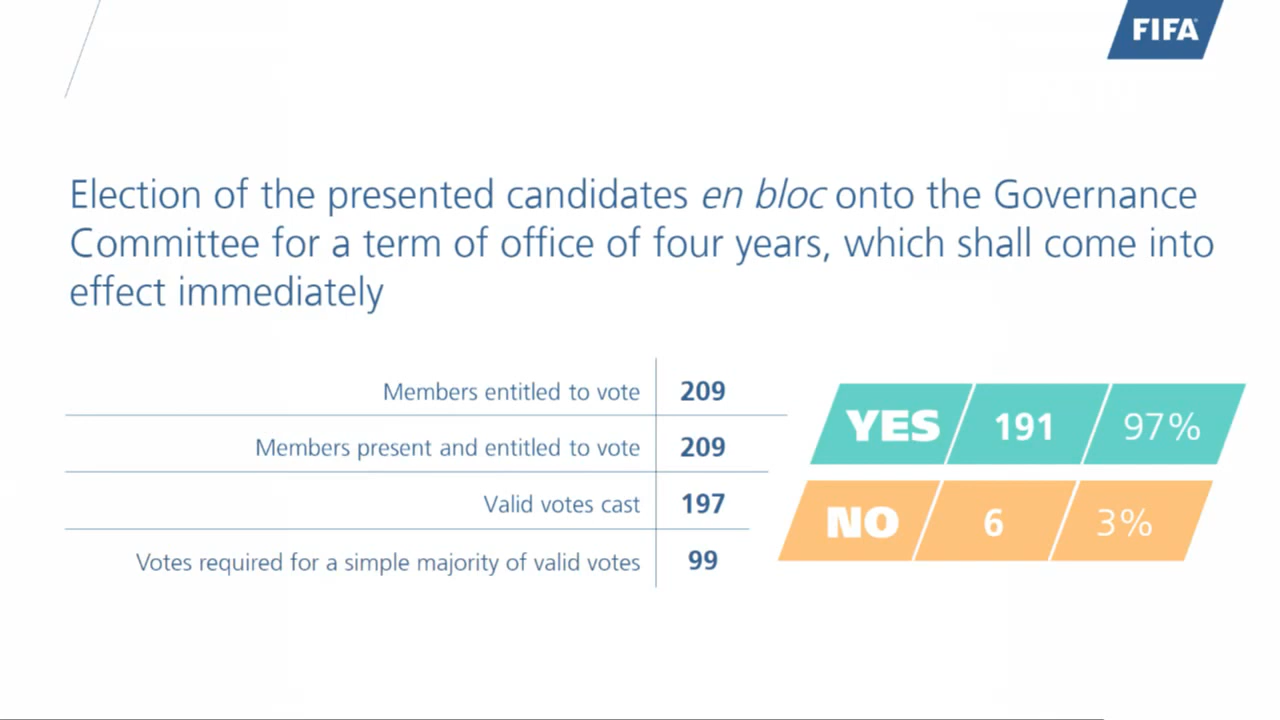 FIFA
Election of the presented candidates en bloc onto the Governance
Committee for a term of office of four years, which shall come into
effect immediately
Members entitled to vote 209
Members present and entitled to vote 209
Valid votes cast 197
Votes required for a simple majority of valid votes 99
YES 191 97%
NO 6 3%